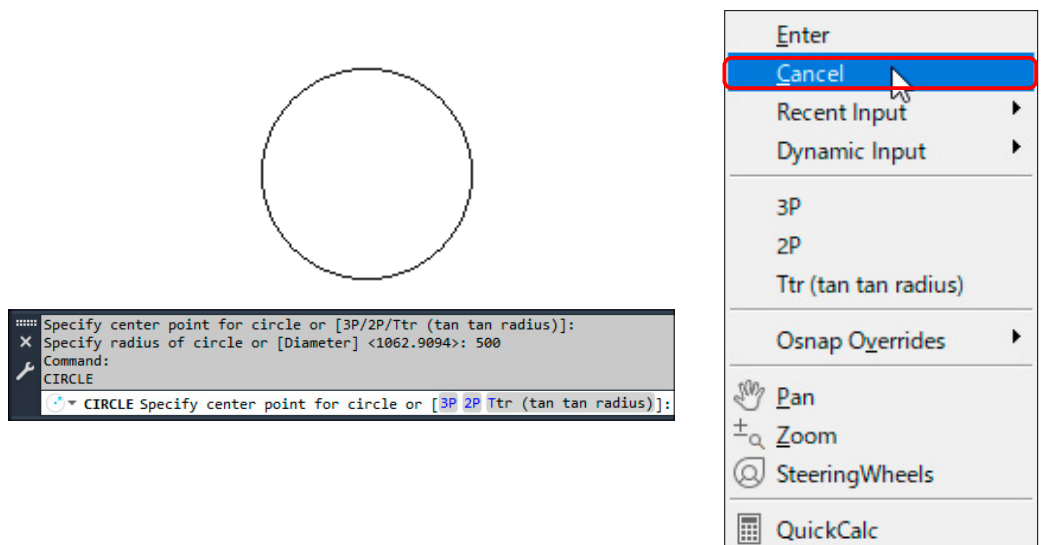 Specify center point for circle or [3P/2P/Ttr (tan tan radius)]:
Specify radius of circle or [Diameter] <1062.9094>: 500
Command:
CIRCLE
CIRCLE Specify center point for circle or [3P 2P Ttr (tan tan radius)]:
Enter
Cancel
Recent Input
Dynamic Input
3P
2P
Ttr (tan tan radius)
Osnap Overrides
Pan
Zoom
SteeringWheels
QuickCalc